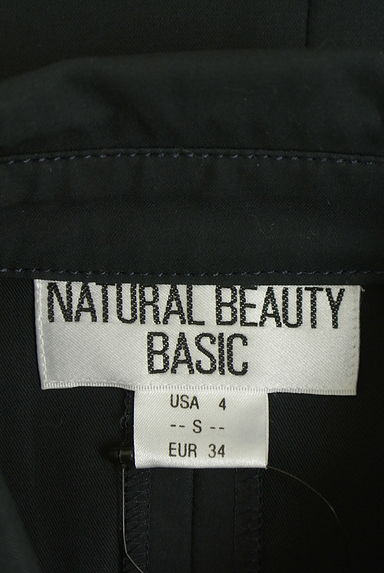 NATURAL BEAUTY
BASIC
USA 4
-- S --
EUR 34